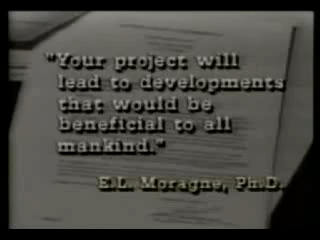 "Your project will
lead to developments
that would be
beneficial to all
mankind."
E.L. Moragne, Ph.D.